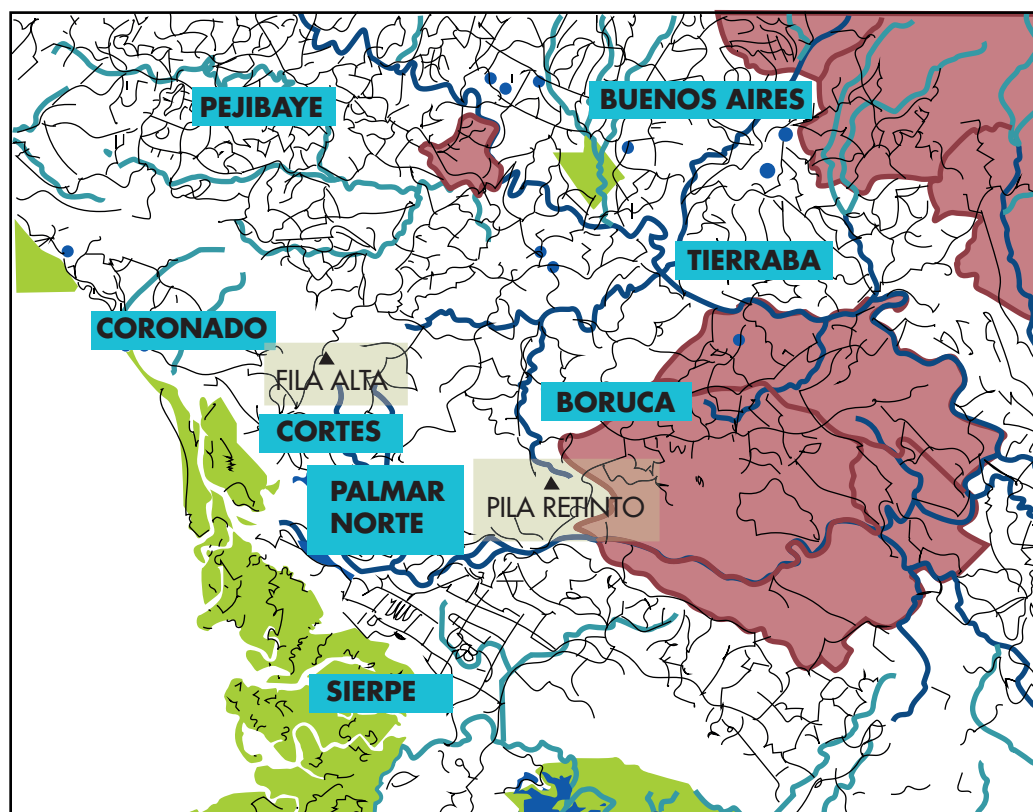 PEJIBAYE
BUENOS AIRES
TIERRABA
CORONADO
FILA ALTA
BORUCA
CORTES
PALMAR
NORTE
PILA RETINTO
SIERPE